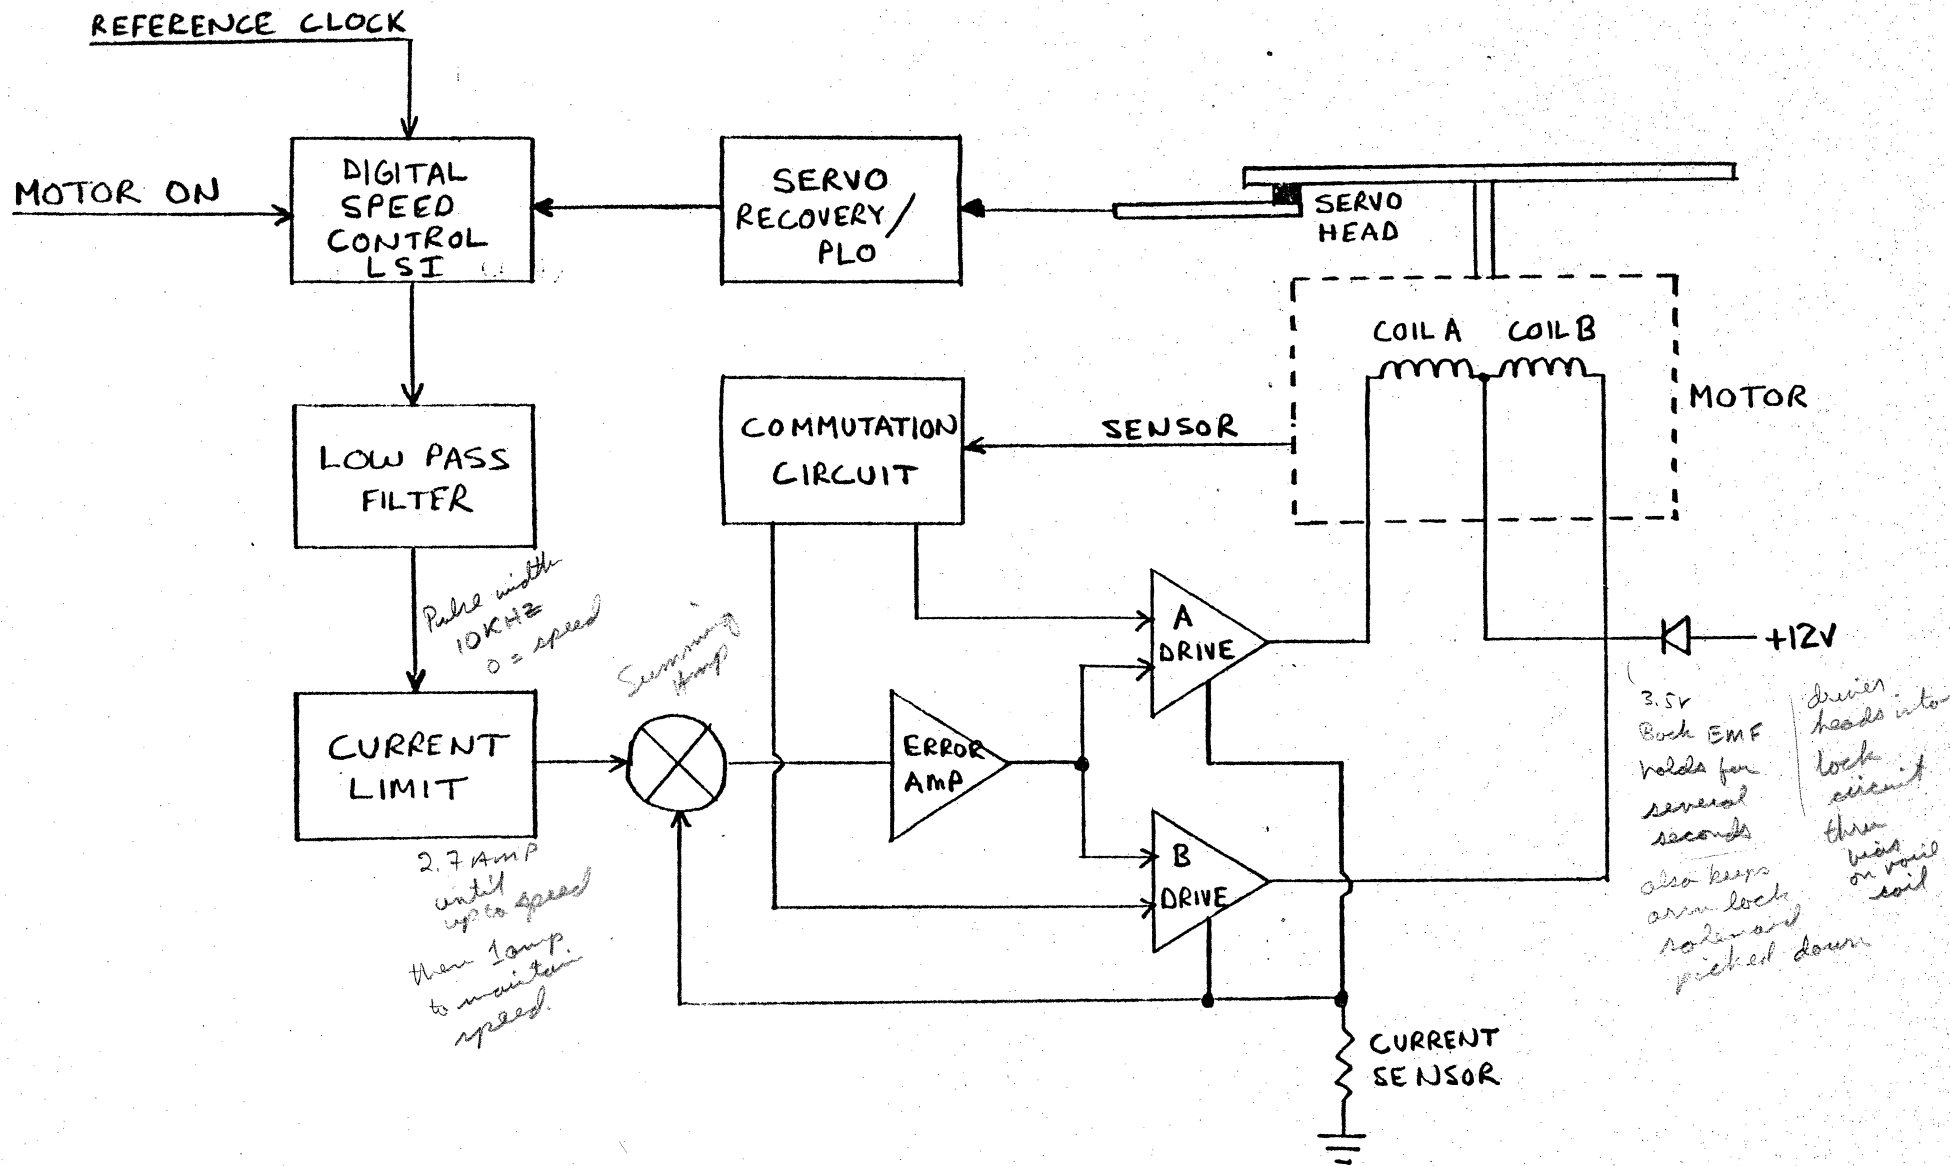 REFERENCE CLOCK
MOTOR ON
DIGITAL
SPEED
CONTROL
LSI
SERVO
RECOVERY/
PLO
SERVO
HEAD
COIL A
COIL B
MOTOR
LOW PASS
FILTER
COMMUTATION
CIRCUIT
SENSOR
Pulse width
10KHZ
0 = speed
Summing
Amp
A
DRIVE
+12V
CURRENT
LIMIT
ERROR
AMP
B
DRIVE
2.7 AMP
until
up to speed
then 1amp
to maintain
speed.
3.5v
Back EMF
holds for
several
seconds
also keeps
arm lock
solenoid
picked down
drives
heads into
lock
circuit
thru
bias
on voice
coil
CURRENT
SENSOR